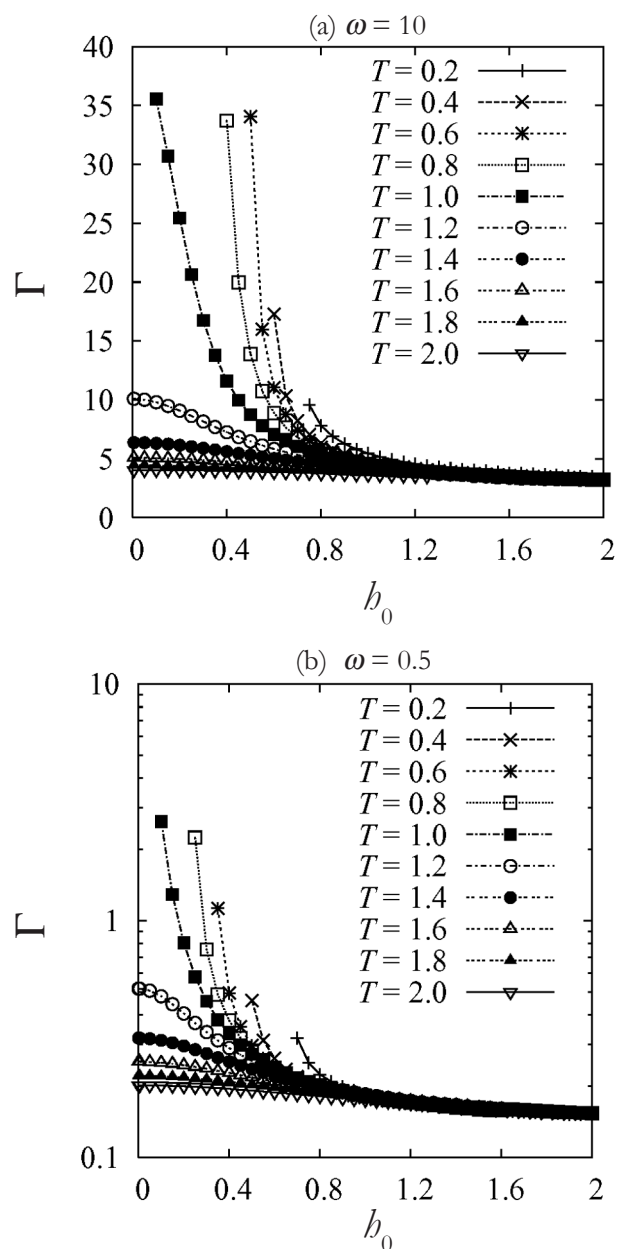 (a) ω = 10
40
35
30
25
20
15
10
5
0
Γ
T = 0.2
T = 0.4
T = 0.6
T = 0.8
T = 1.0
T = 1.2
T = 1.4
T = 1.6
T = 1.8
T = 2.0
0 0.4 0.8 1.2 1.6 2
h₀
(b) ω = 0.5
10
1
0.1
Γ
T = 0.2
T = 0.4
T = 0.6
T = 0.8
T = 1.0
T = 1.2
T = 1.4
T = 1.6
T = 1.8
T = 2.0
0 0.4 0.8 1.2 1.6 2
h₀